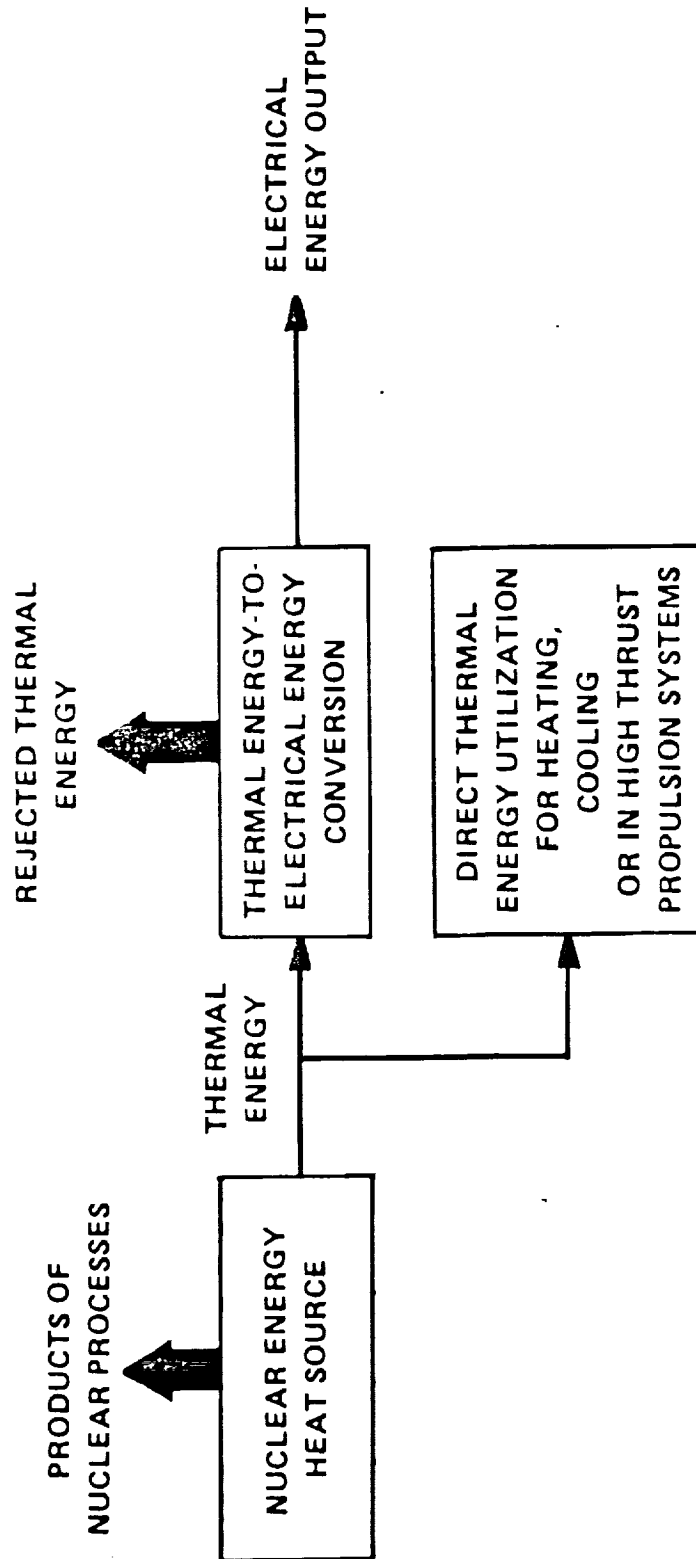 PRODUCTS OF
NUCLEAR PROCESSES
NUCLEAR ENERGY
HEAT SOURCE
THERMAL
ENERGY
REJECTED THERMAL
ENERGY
THERMAL ENERGY-TO-
ELECTRICAL ENERGY
CONVERSION
ELECTRICAL
ENERGY OUTPUT
DIRECT THERMAL
ENERGY UTILIZATION
FOR HEATING,
COOLING
OR IN HIGH THRUST
PROPULSION SYSTEMS